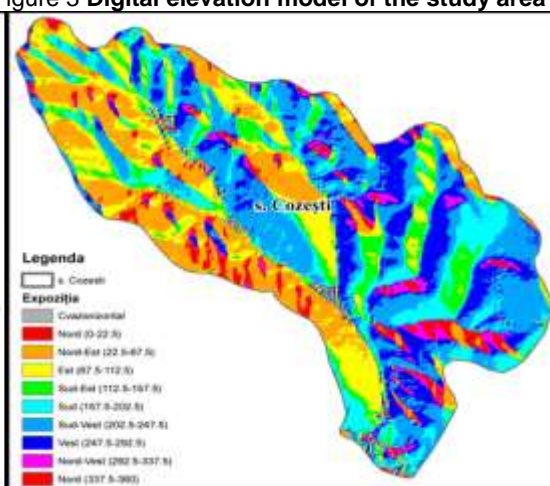 igure 3 Digital elevation model of the study area
s. Cozești
Legenda
s. Cozesti
Expoziția
Cvaziorizontal
Nord (0-22.5)
Nord-Est (22.5-67.5)
Est (67.5-112.5)
Sud-Est (112.5-157.5)
Sud (157.5-202.5)
Sud-Vest (202.5-247.5)
Vest (247.5-292.5)
Nord-Vest (292.5-337.5)
Nord (337.5-360)